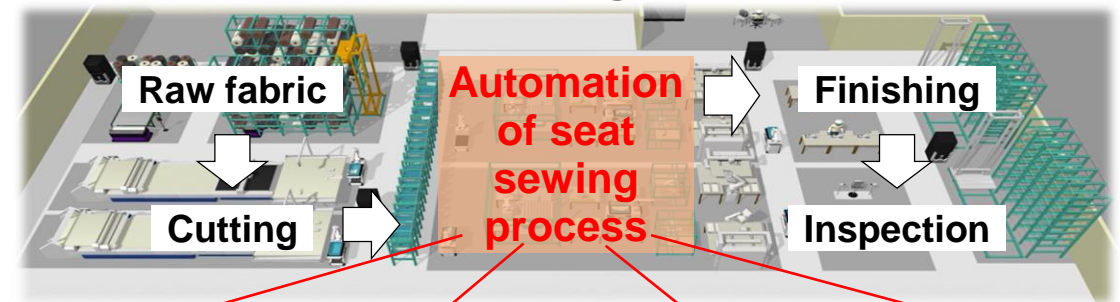 Raw fabric
Cutting
Automation
of seat
sewing
process
Finishing
Inspection